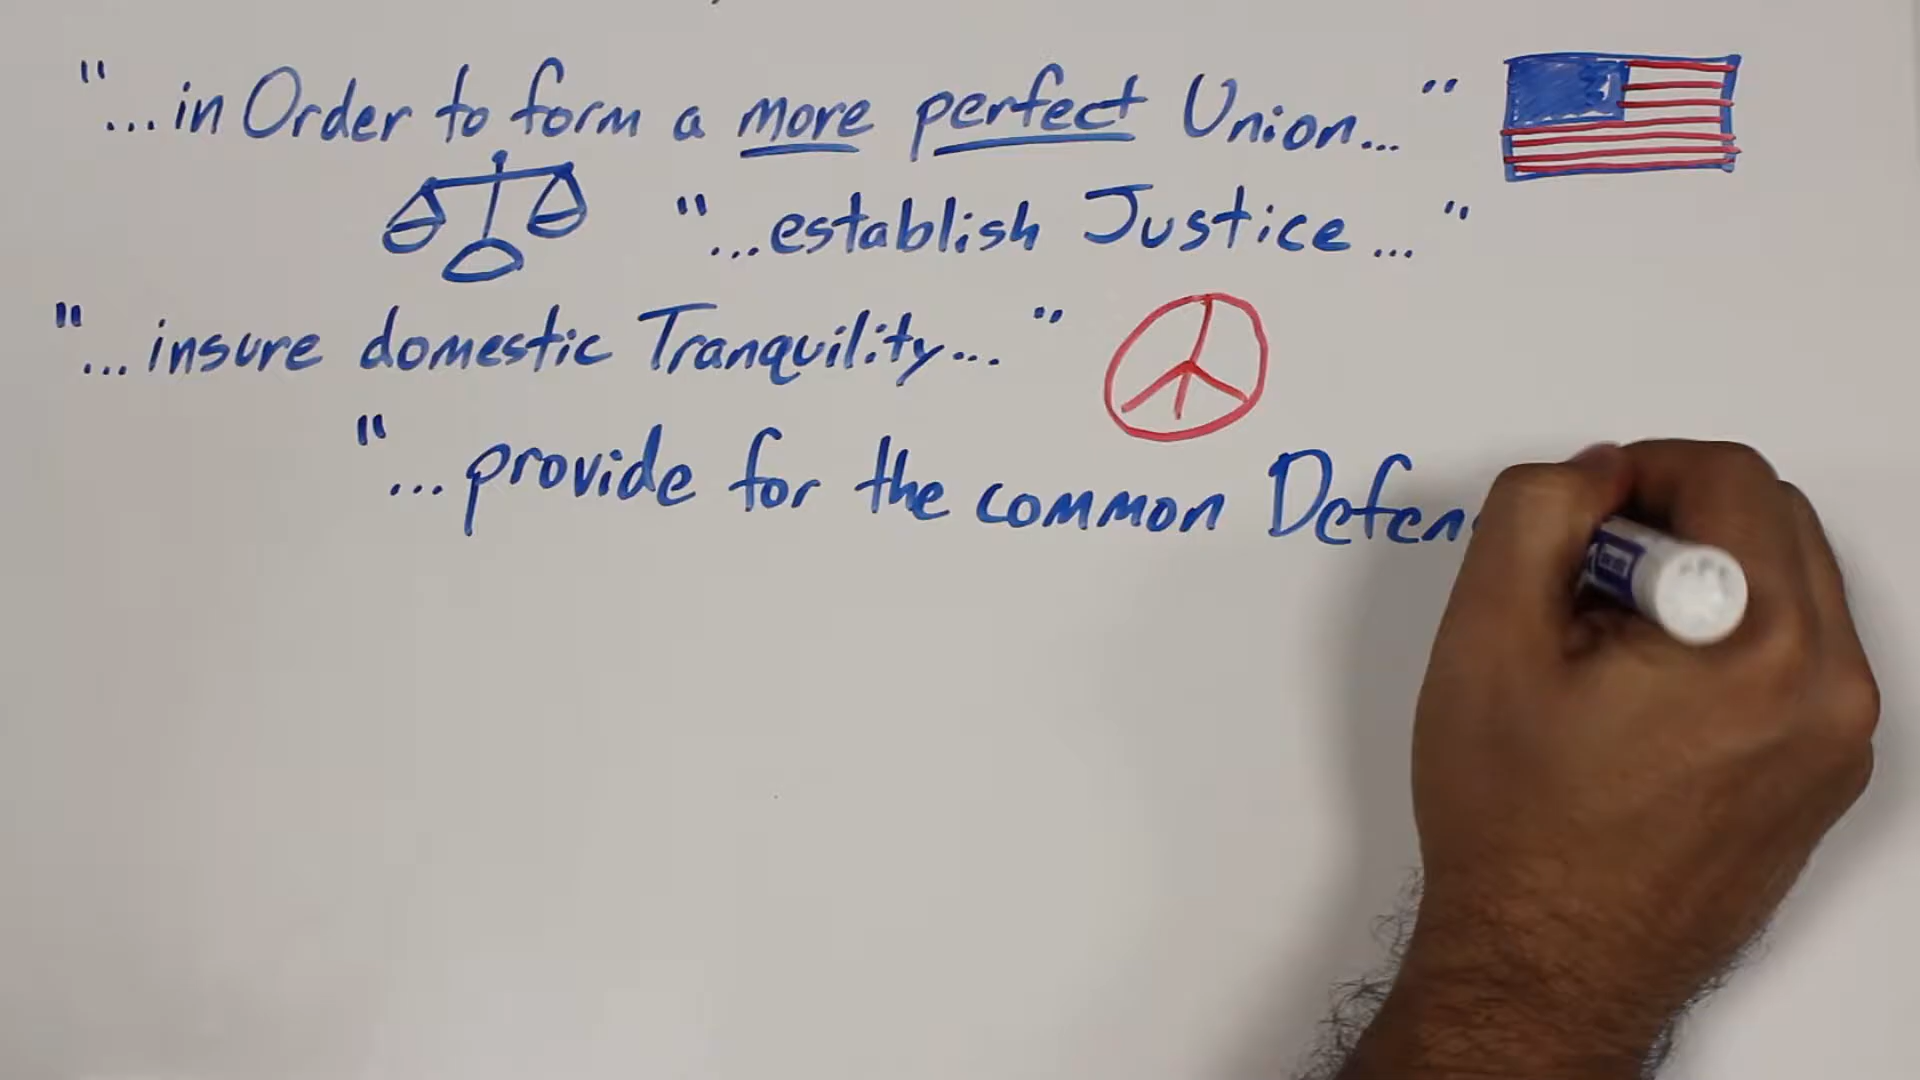 "...in Order to form a more perfect Union..."
"...establish Justice..."
"...insure domestic Tranquility..."
"...provide for the common Defen